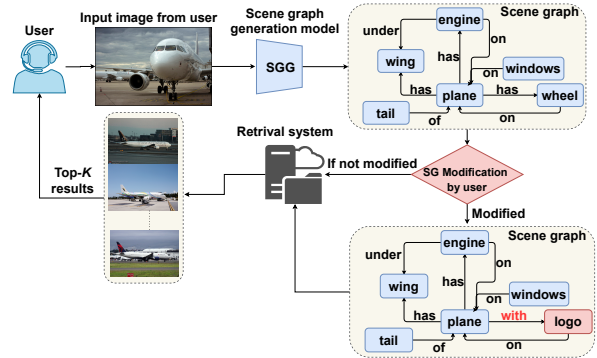 User
Input image from user
Scene graph
generation model
SGG
Scene graph
engine
under
on
wing
has
on
windows
has
plane
has
wheel
tail
of
on
Retrival system
If not modified
SG Modification
by user
Modified
Top-K
results
Scene graph
engine
under
on
wing
has
on
windows
has
plane
with
logo
tail
of
on